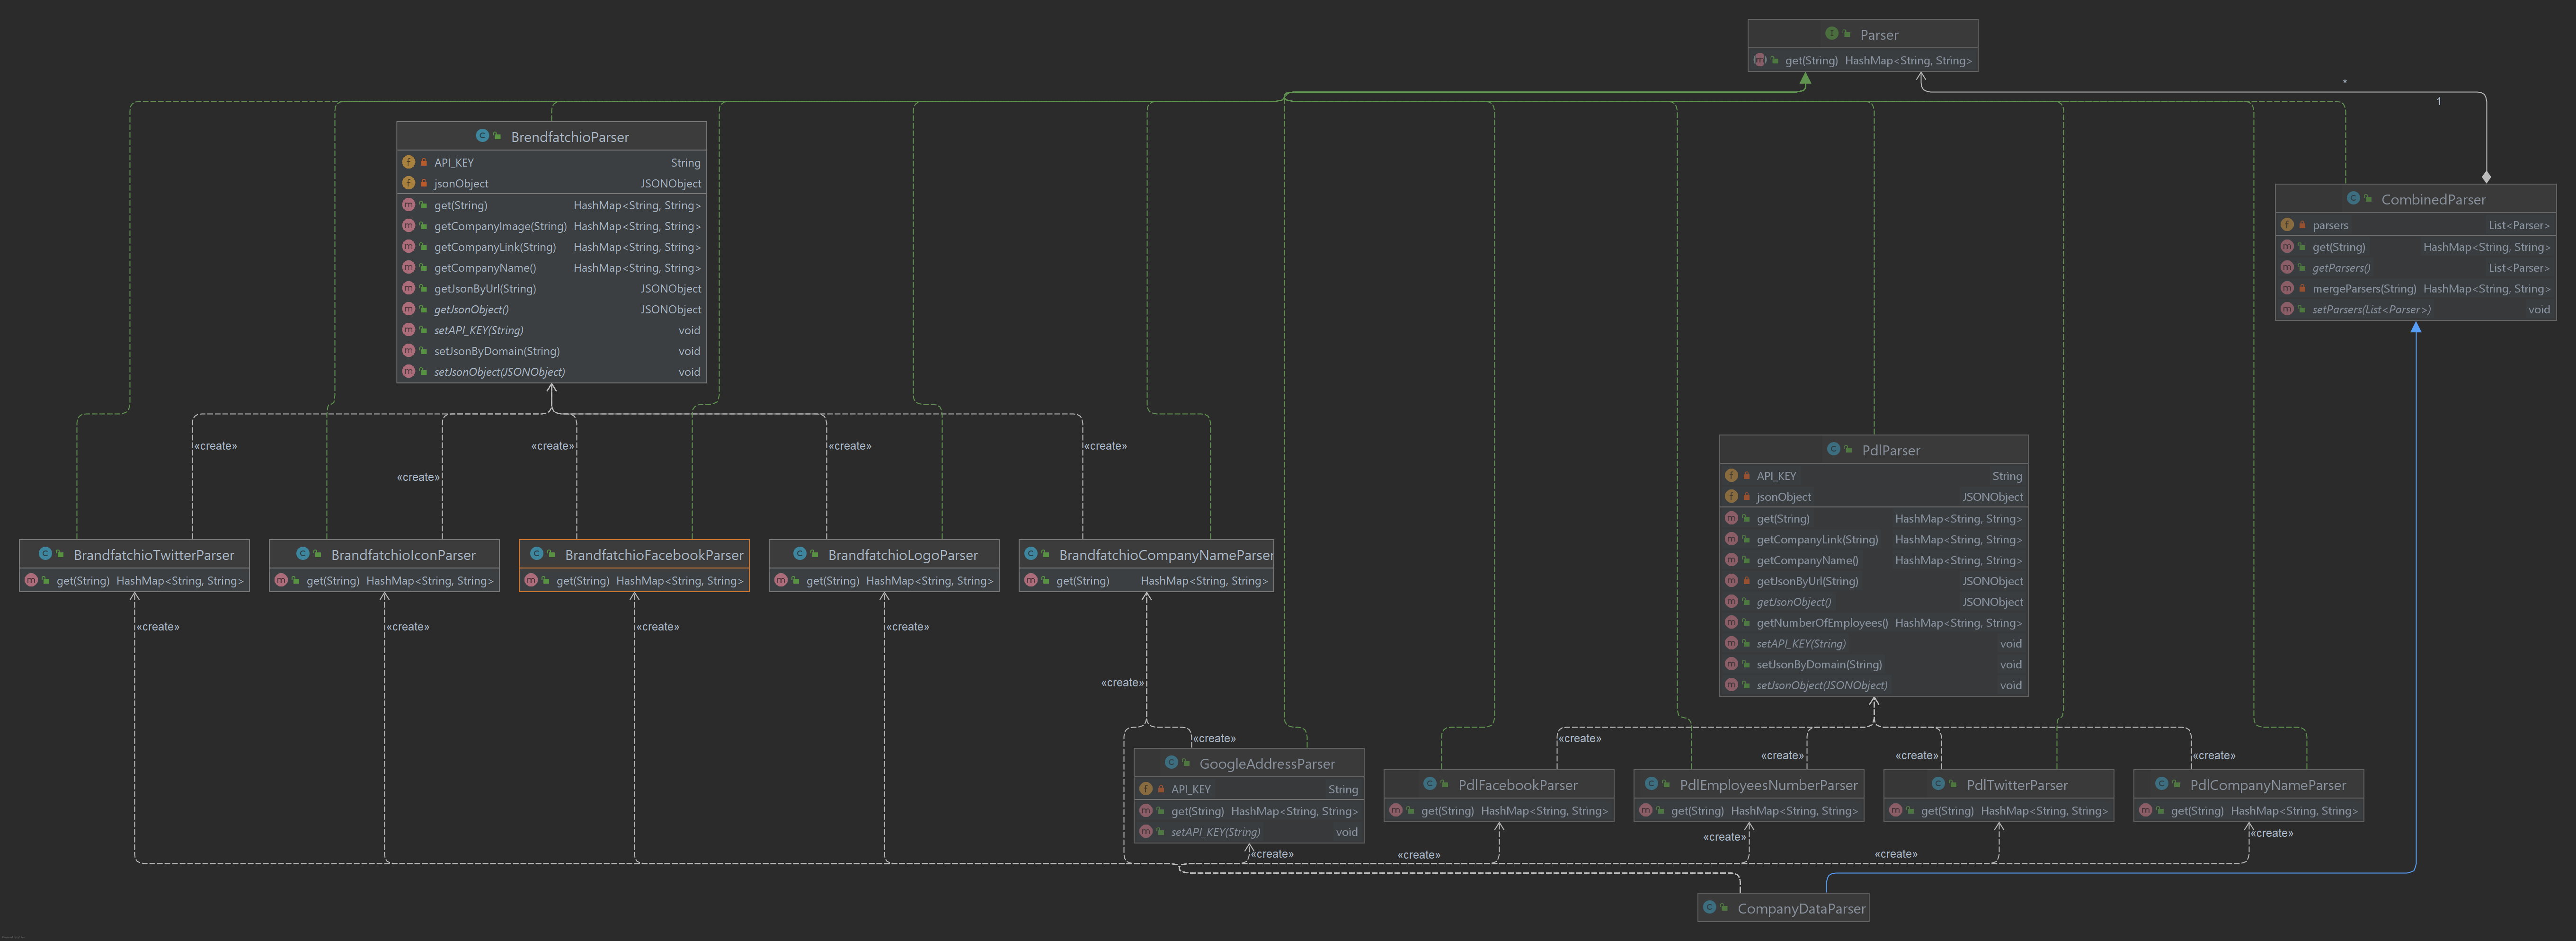 Parser
get(String) HashMap<String, String>
*
1
BrendfatchioParser
API_KEY String
jsonObject JSONObject
get(String) HashMap<String, String>
getCompanyImage(String) HashMap<String, String>
getCompanyLink(String) HashMap<String, String>
getCompanyName() HashMap<String, String>
getJsonByUrl(String) JSONObject
getJsonObject() JSONObject
setAPI_KEY(String) void
setJsonByDomain(String) void
setJsonObject(JSONObject) void
CombinedParser
parsers List<Parser>
get(String) HashMap<String, String>
getParsers() List<Parser>
mergeParsers(String) HashMap<String, String>
setParsers(List<Parser>) void
«create»
«create»
«create»
«create»
«create»
PdlParser
API_KEY String
jsonObject JSONObject
get(String) HashMap<String, String>
getCompanyLink(String) HashMap<String, String>
getCompanyName() HashMap<String, String>
getJsonByUrl(String) JSONObject
getJsonObject() JSONObject
getNumberOfEmployees() HashMap<String, String>
setAPI_KEY(String) void
setJsonByDomain(String) void
setJsonObject(JSONObject) void
BrandfatchioTwitterParser
get(String) HashMap<String, String>
BrandfatchioIconParser
get(String) HashMap<String, String>
BrandfatchioFacebookParser
get(String) HashMap<String, String>
BrandfatchioLogoParser
get(String) HashMap<String, String>
BrandfatchioCompanyNameParser
get(String) HashMap<String, String>
«create»
«create»
«create»
«create»
«create»
«create»
«create»
«create»
«create»
«create»
GoogleAddressParser
API_KEY String
get(String) HashMap<String, String>
setAPI_KEY(String) void
PdlFacebookParser
get(String) HashMap<String, String>
PdlEmployeesNumberParser
get(String) HashMap<String, String>
PdlTwitterParser
get(String) HashMap<String, String>
PdlCompanyNameParser
get(String) HashMap<String, String>
«create»
«create»
«create»
«create»
«create»
CompanyDataParser